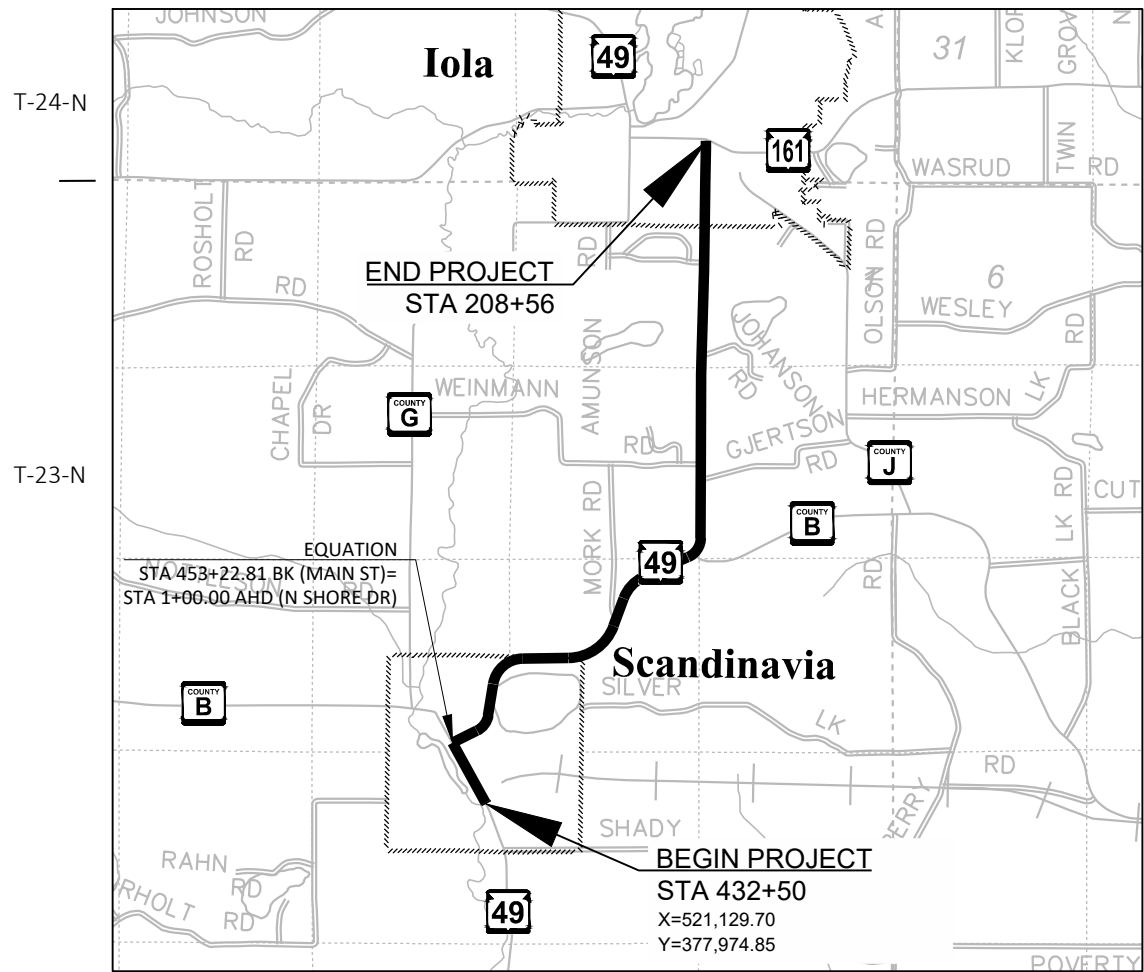 JOHNSON
Iola
49
31
KLOP
GROV
N
A
T-24-N
161
WASRUD
TWIN
RD
ROSHOLT
RD
RD
END PROJECT
STA 208+56
RD
OLSON RD
6
WESLEY
RD
JOHANSON
RD
AMUNSON
CHAPEL
DR
WEINMANN
COUNTY
G
HERMANSON
LK
RD
GJERTSON
RD
COUNTY
J
T-23-N
MORK RD
COUNTY
B
CUT
BLACK LK RD
EQUATION
STA 453+22.81 BK (MAIN ST)=
STA 1+00.00 AHD (N SHORE DR)
NOTTLESON
RD
49
RD
Scandinavia
COUNTY
B
SILVER
LK
RD
SHADY
PERRY
RAHN
RD
RHOLT
RD
BEGIN PROJECT
STA 432+50
X=521,129.70
Y=377,974.85
49
POVERTY